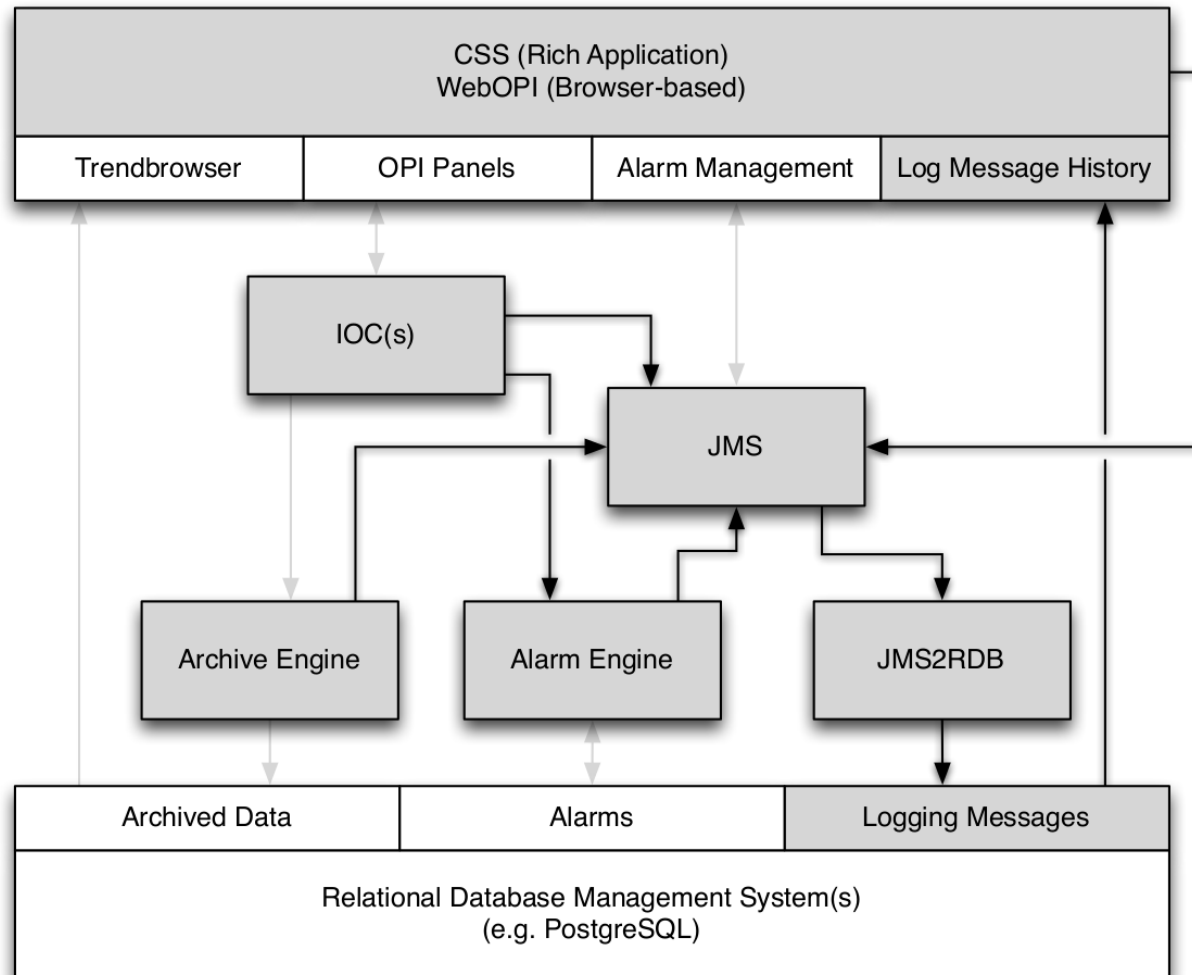 CSS (Rich Application)
WebOPI (Browser-based)
Trendbrowser
OPI Panels
Alarm Management
Log Message History
IOC(s)
JMS
Archive Engine
Alarm Engine
JMS2RDB
Archived Data
Alarms
Logging Messages
Relational Database Management System(s)
(e.g. PostgreSQL)